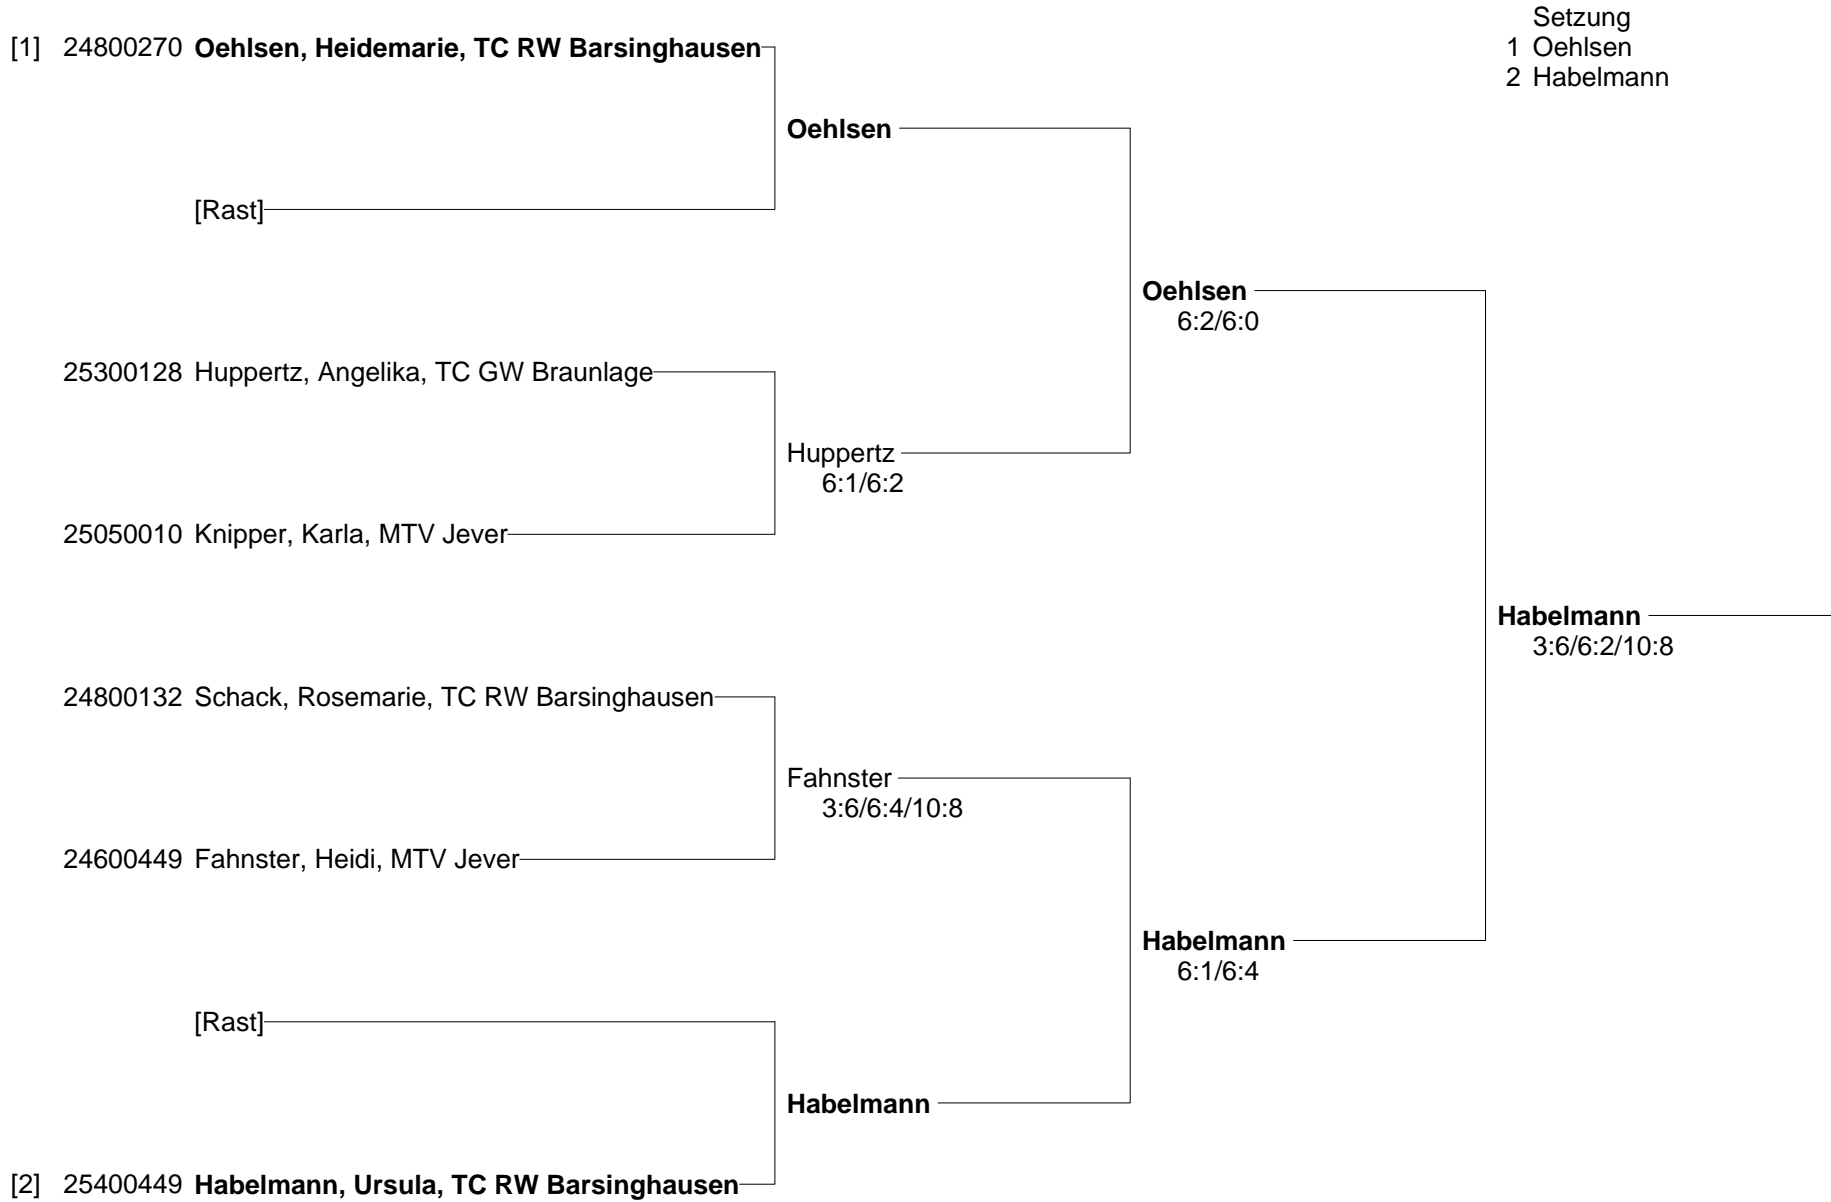 Setzung
1 Oehlsen
2 Habelmann
[1] 24800270 Oehlsen, Heidemarie, TC RW Barsinghausen
Oehlsen
[Rast]
Oehlsen
6:2/6:0
25300128 Huppertz, Angelika, TC GW Braunlage
Huppertz
6:1/6:2
25050010 Knipper, Karla, MTV Jever
Habelmann
3:6/6:2/10:8
24800132 Schack, Rosemarie, TC RW Barsinghausen
Fahnster
3:6/6:4/10:8
24600449 Fahnster, Heidi, MTV Jever
Habelmann
6:1/6:4
[Rast]
Habelmann
[2] 25400449 Habelmann, Ursula, TC RW Barsinghausen